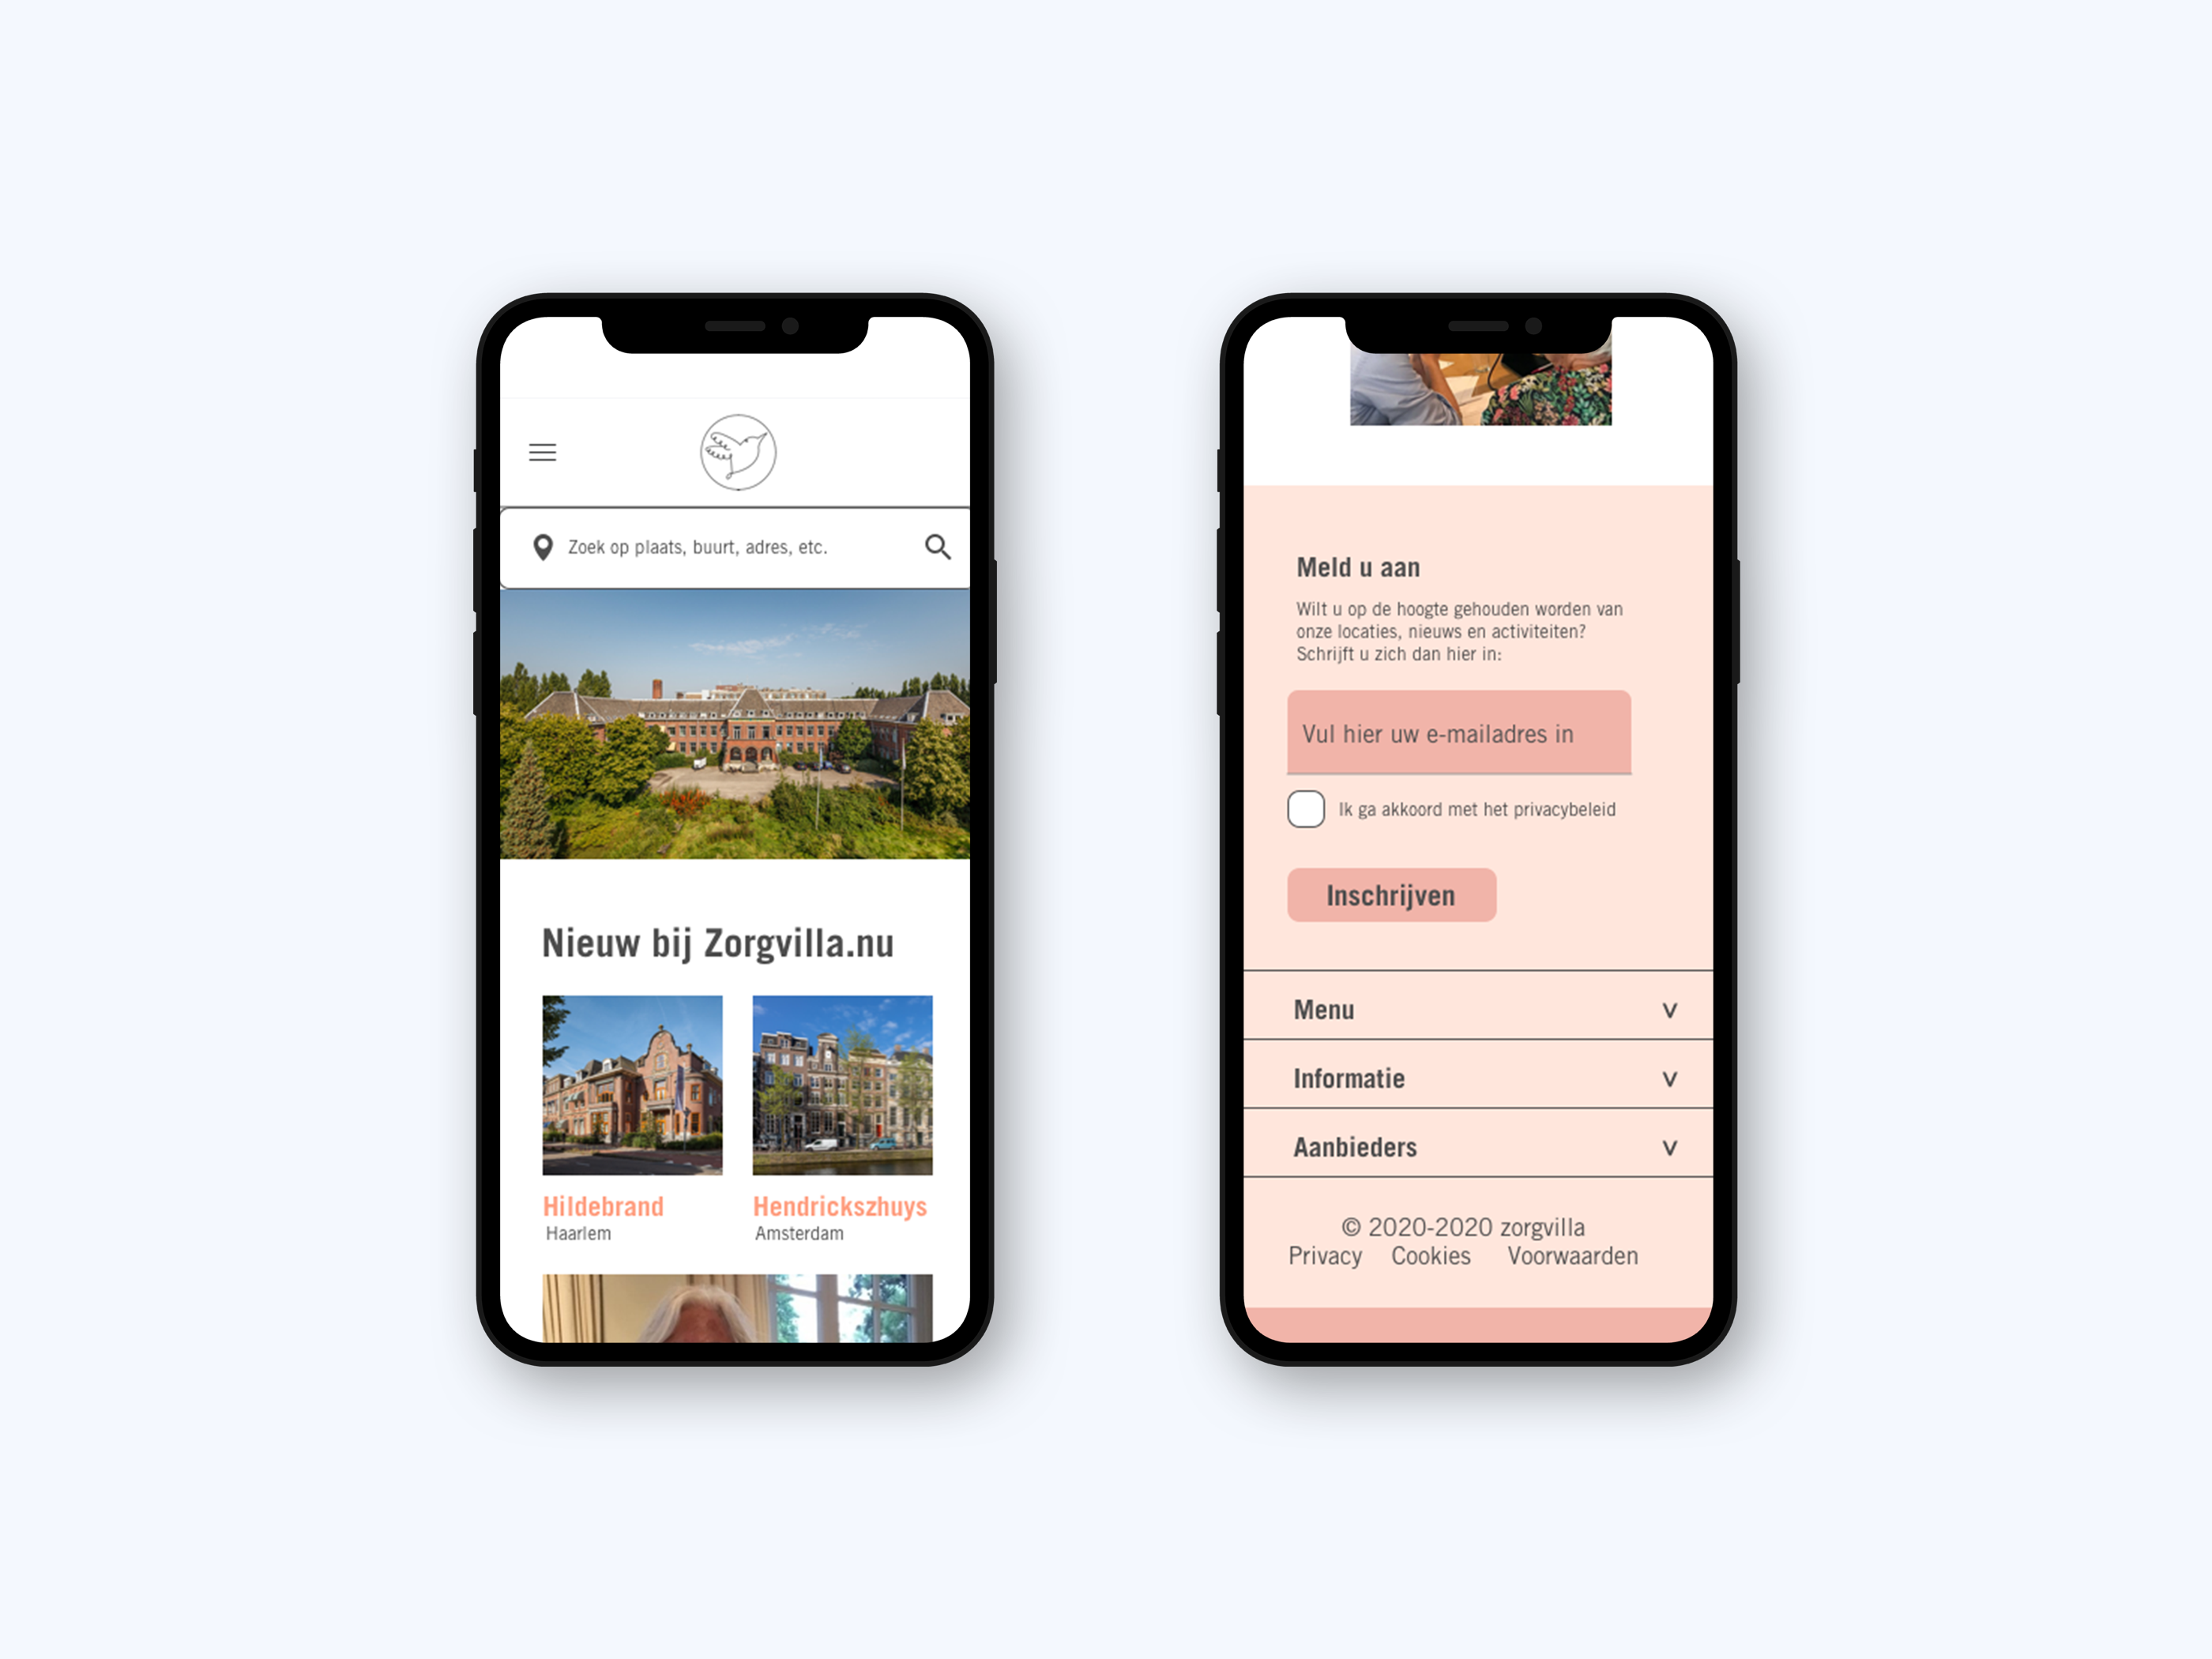 Zoek op plaats, buurt, adres, etc.
Nieuw bij Zorgvilla.nu
Hildebrand
Haarlem
Hendrickszhuys
Amsterdam
Meld u aan
Wilt u op de hoogte gehouden worden van
onze locaties, nieuws en activiteiten?
Schrijft u zich dan hier in:
Vul hier uw e-mailadres in
Ik ga akkoord met het privacybeleid
Inschrijven
Menu
Informatie
Aanbieders
© 2020-2020 zorgvilla
Privacy Cookies Voorwaarden